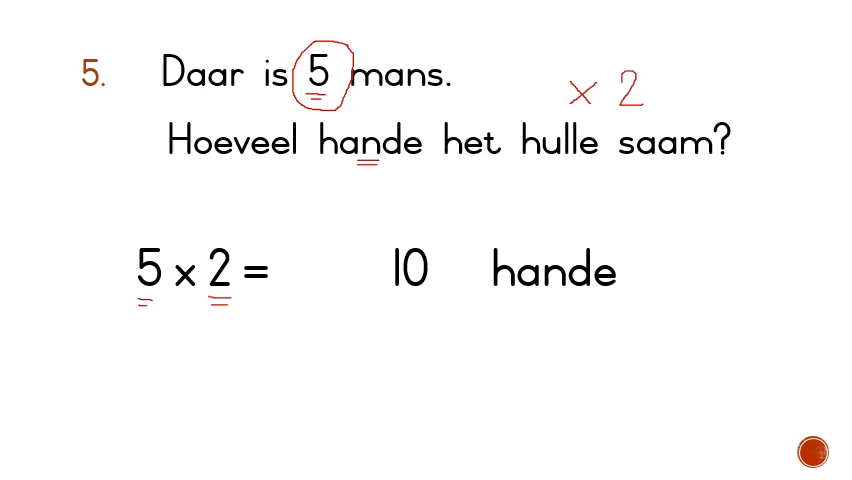 5. Daar is 5 mans.
x 2
Hoeveel hande het hulle saam?
5 x 2 = 10 hande